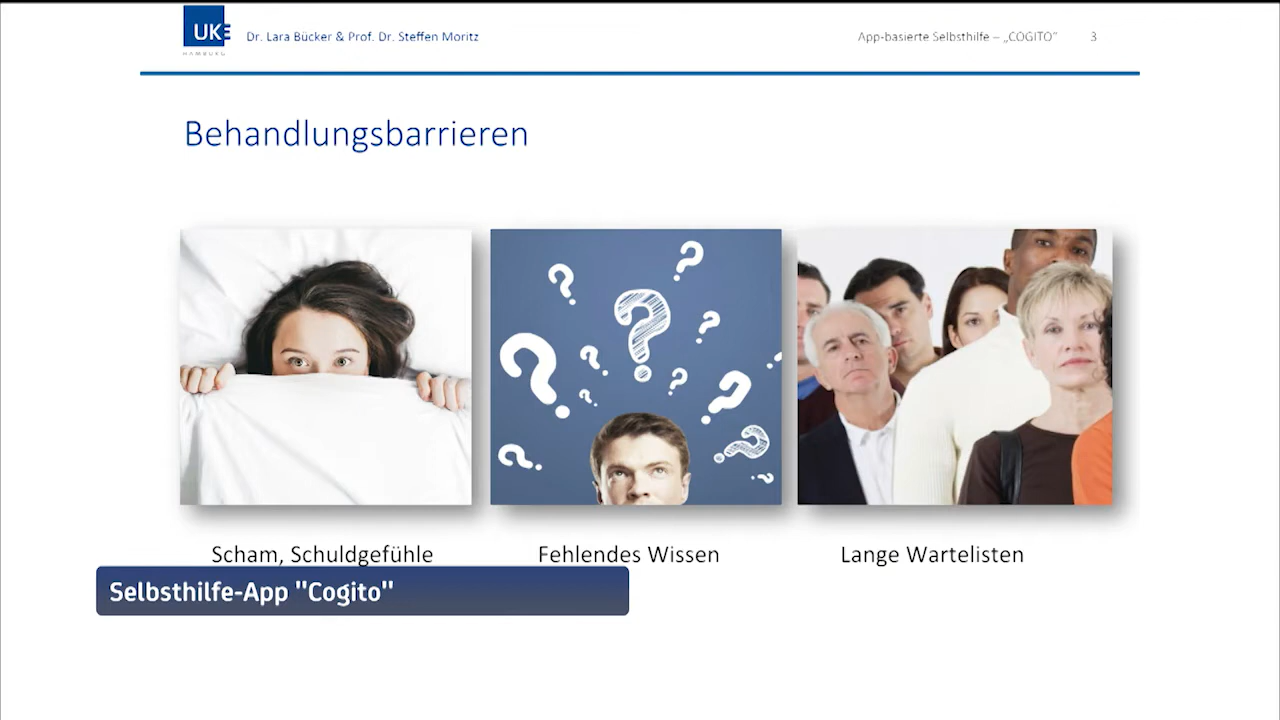 UKE
HAMBURG
Dr. Lara Bücker & Prof. Dr. Steffen Moritz
App-basierte Selbsthilfe – „COGITO"
3
Behandlungsbarrieren
Scham, Schuldgefühle
Fehlendes Wissen
Lange Wartelisten
Selbsthilfe-App "Cogito"